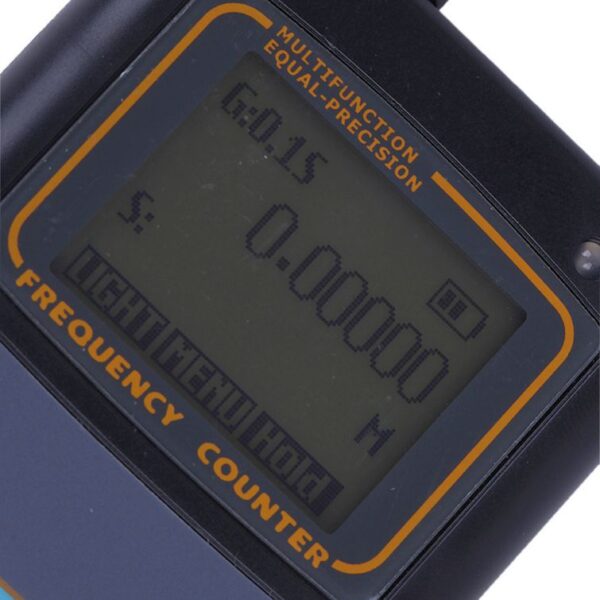 MULTIFUNCTION
EQUAL-PRECISION
G:0.1S
0.00000
S:
M
LIGHT MENU Hold
FREQUENCY COUNTER